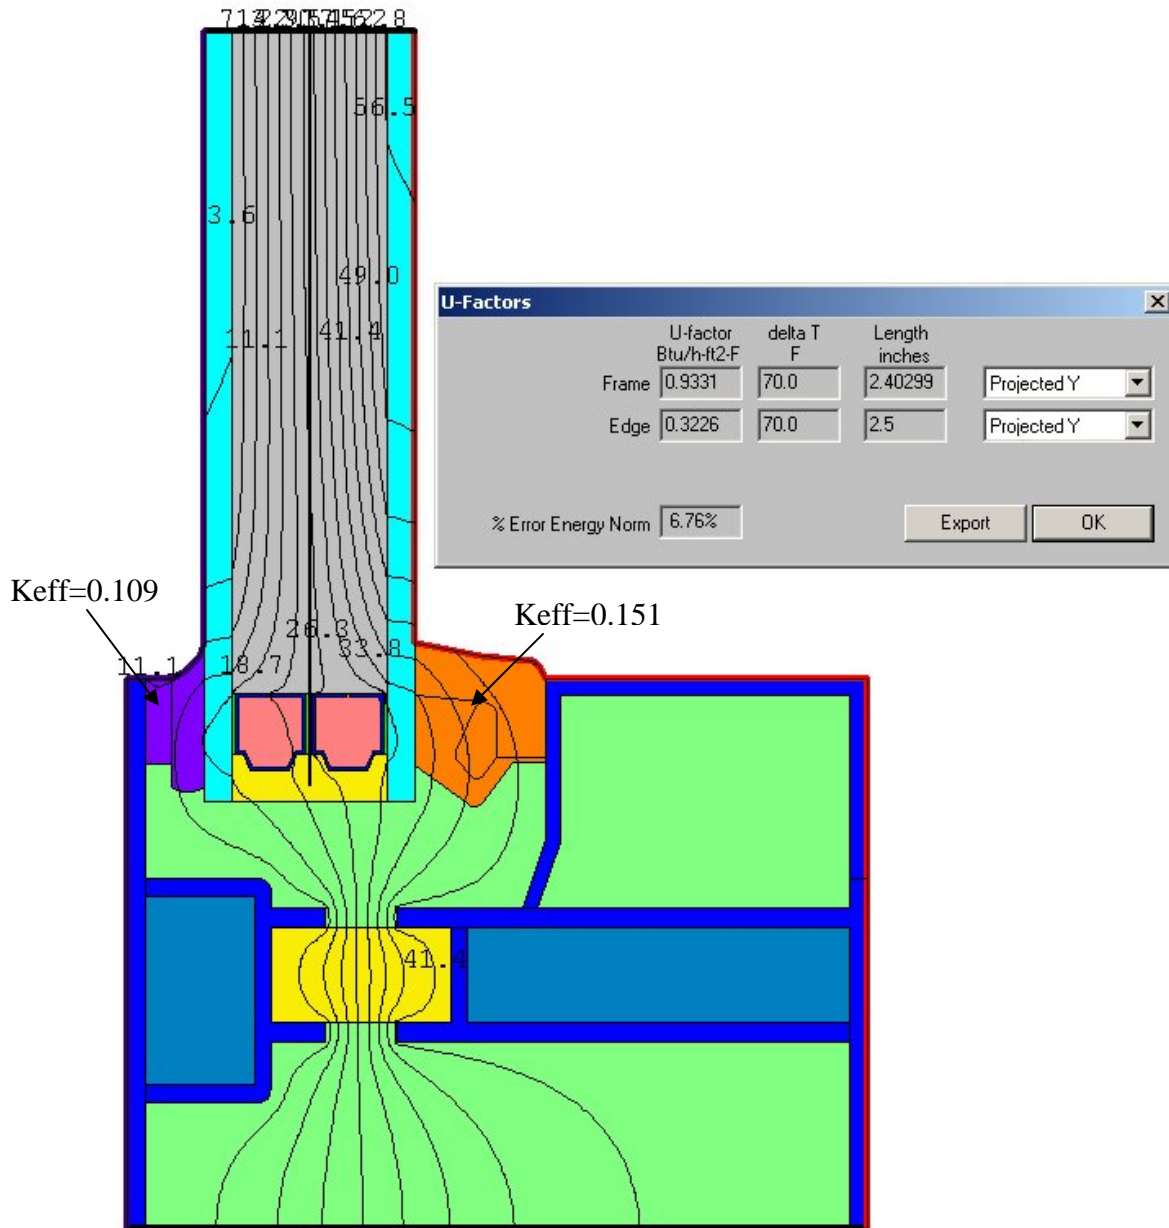 56.5
3.6
49.0
41.4
11.1
U-Factors
U-factor delta T Length
Btu/h-ft2-F F inches
Frame 0.9331 70.0 2.40299 Projected Y
Edge 0.3226 70.0 2.5 Projected Y
% Error Energy Norm 6.76% Export OK
Keff=0.109
Keff=0.151
26.3
33.8
11.1
18.7
41.4